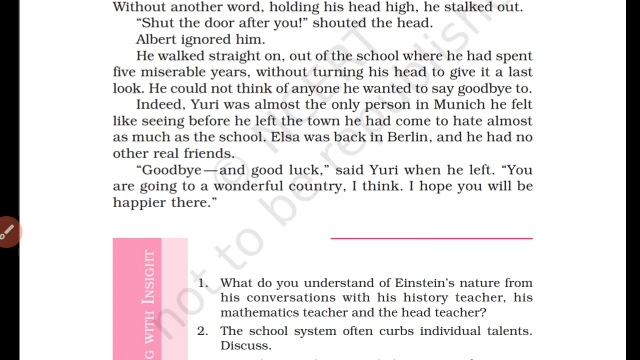 Without another word, holding his head high, he stalked out.
“Shut the door after you!” shouted the head.
Albert ignored him.
He walked straight on, out of the school where he had spent
five miserable years, without turning his head to give it a last
look. He could not think of anyone he wanted to say goodbye to.
Indeed, Yuri was almost the only person in Munich he felt
like seeing before he left the town he had come to hate almost
as much as the school. Elsa was back in Berlin, and he had no
other real friends.
“Goodbye—and good luck,” said Yuri when he left. “You
are going to a wonderful country, I think. I hope you will be
happier there.”
© NCERT
not to be republished
NG WITH INSIGHT
1. What do you understand of Einstein’s nature from
his conversations with his history teacher, his
mathematics teacher and the head teacher?
2. The school system often curbs individual talents.
Discuss.